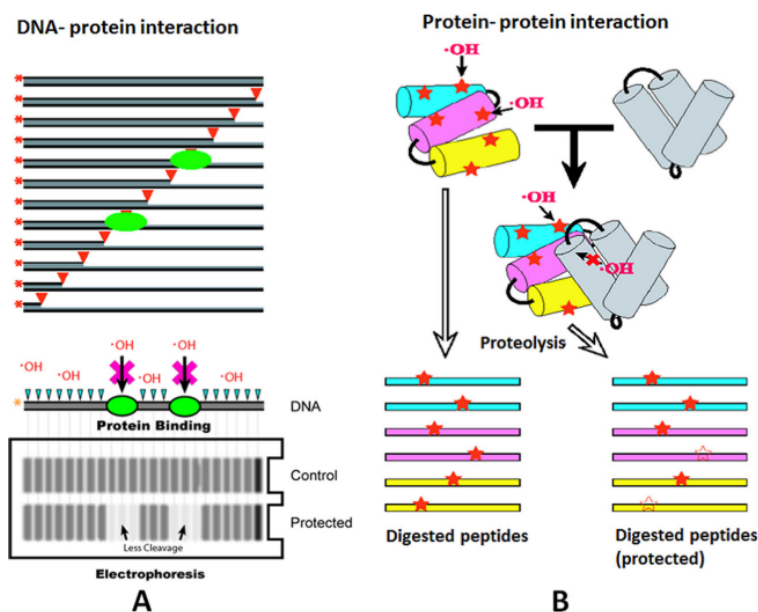 DNA- protein interaction
·OH
·OH
·OH
·OH
·OH
·OH
DNA
Protein Binding
Control
Protected
Less Cleavage
Electrophoresis
A
Protein- protein interaction
·OH
·OH
·OH
·OH
Proteolysis
Digested peptides
Digested peptides
(protected)
B